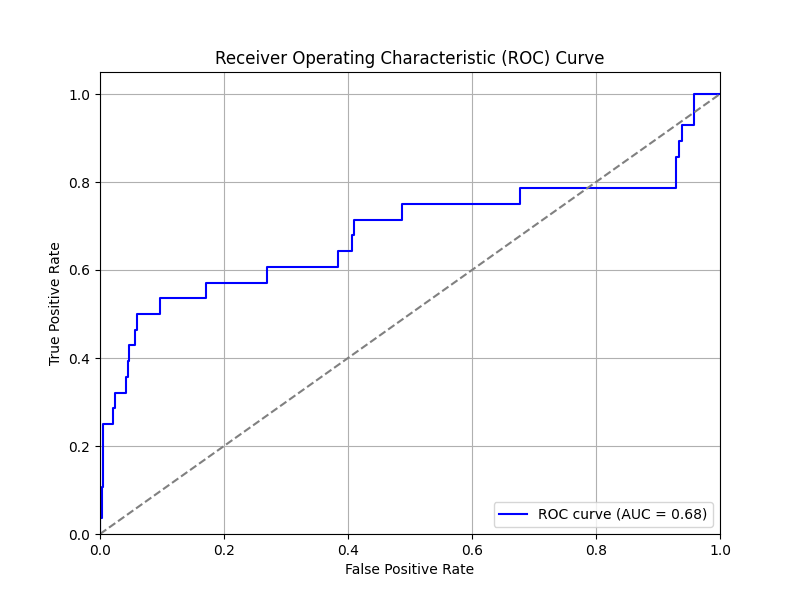 Receiver Operating Characteristic (ROC) Curve
1.0
0.8
0.6
0.4
0.2
0.0
True Positive Rate
ROC curve (AUC = 0.68)
0.0 0.2 0.4 0.6 0.8 1.0
False Positive Rate